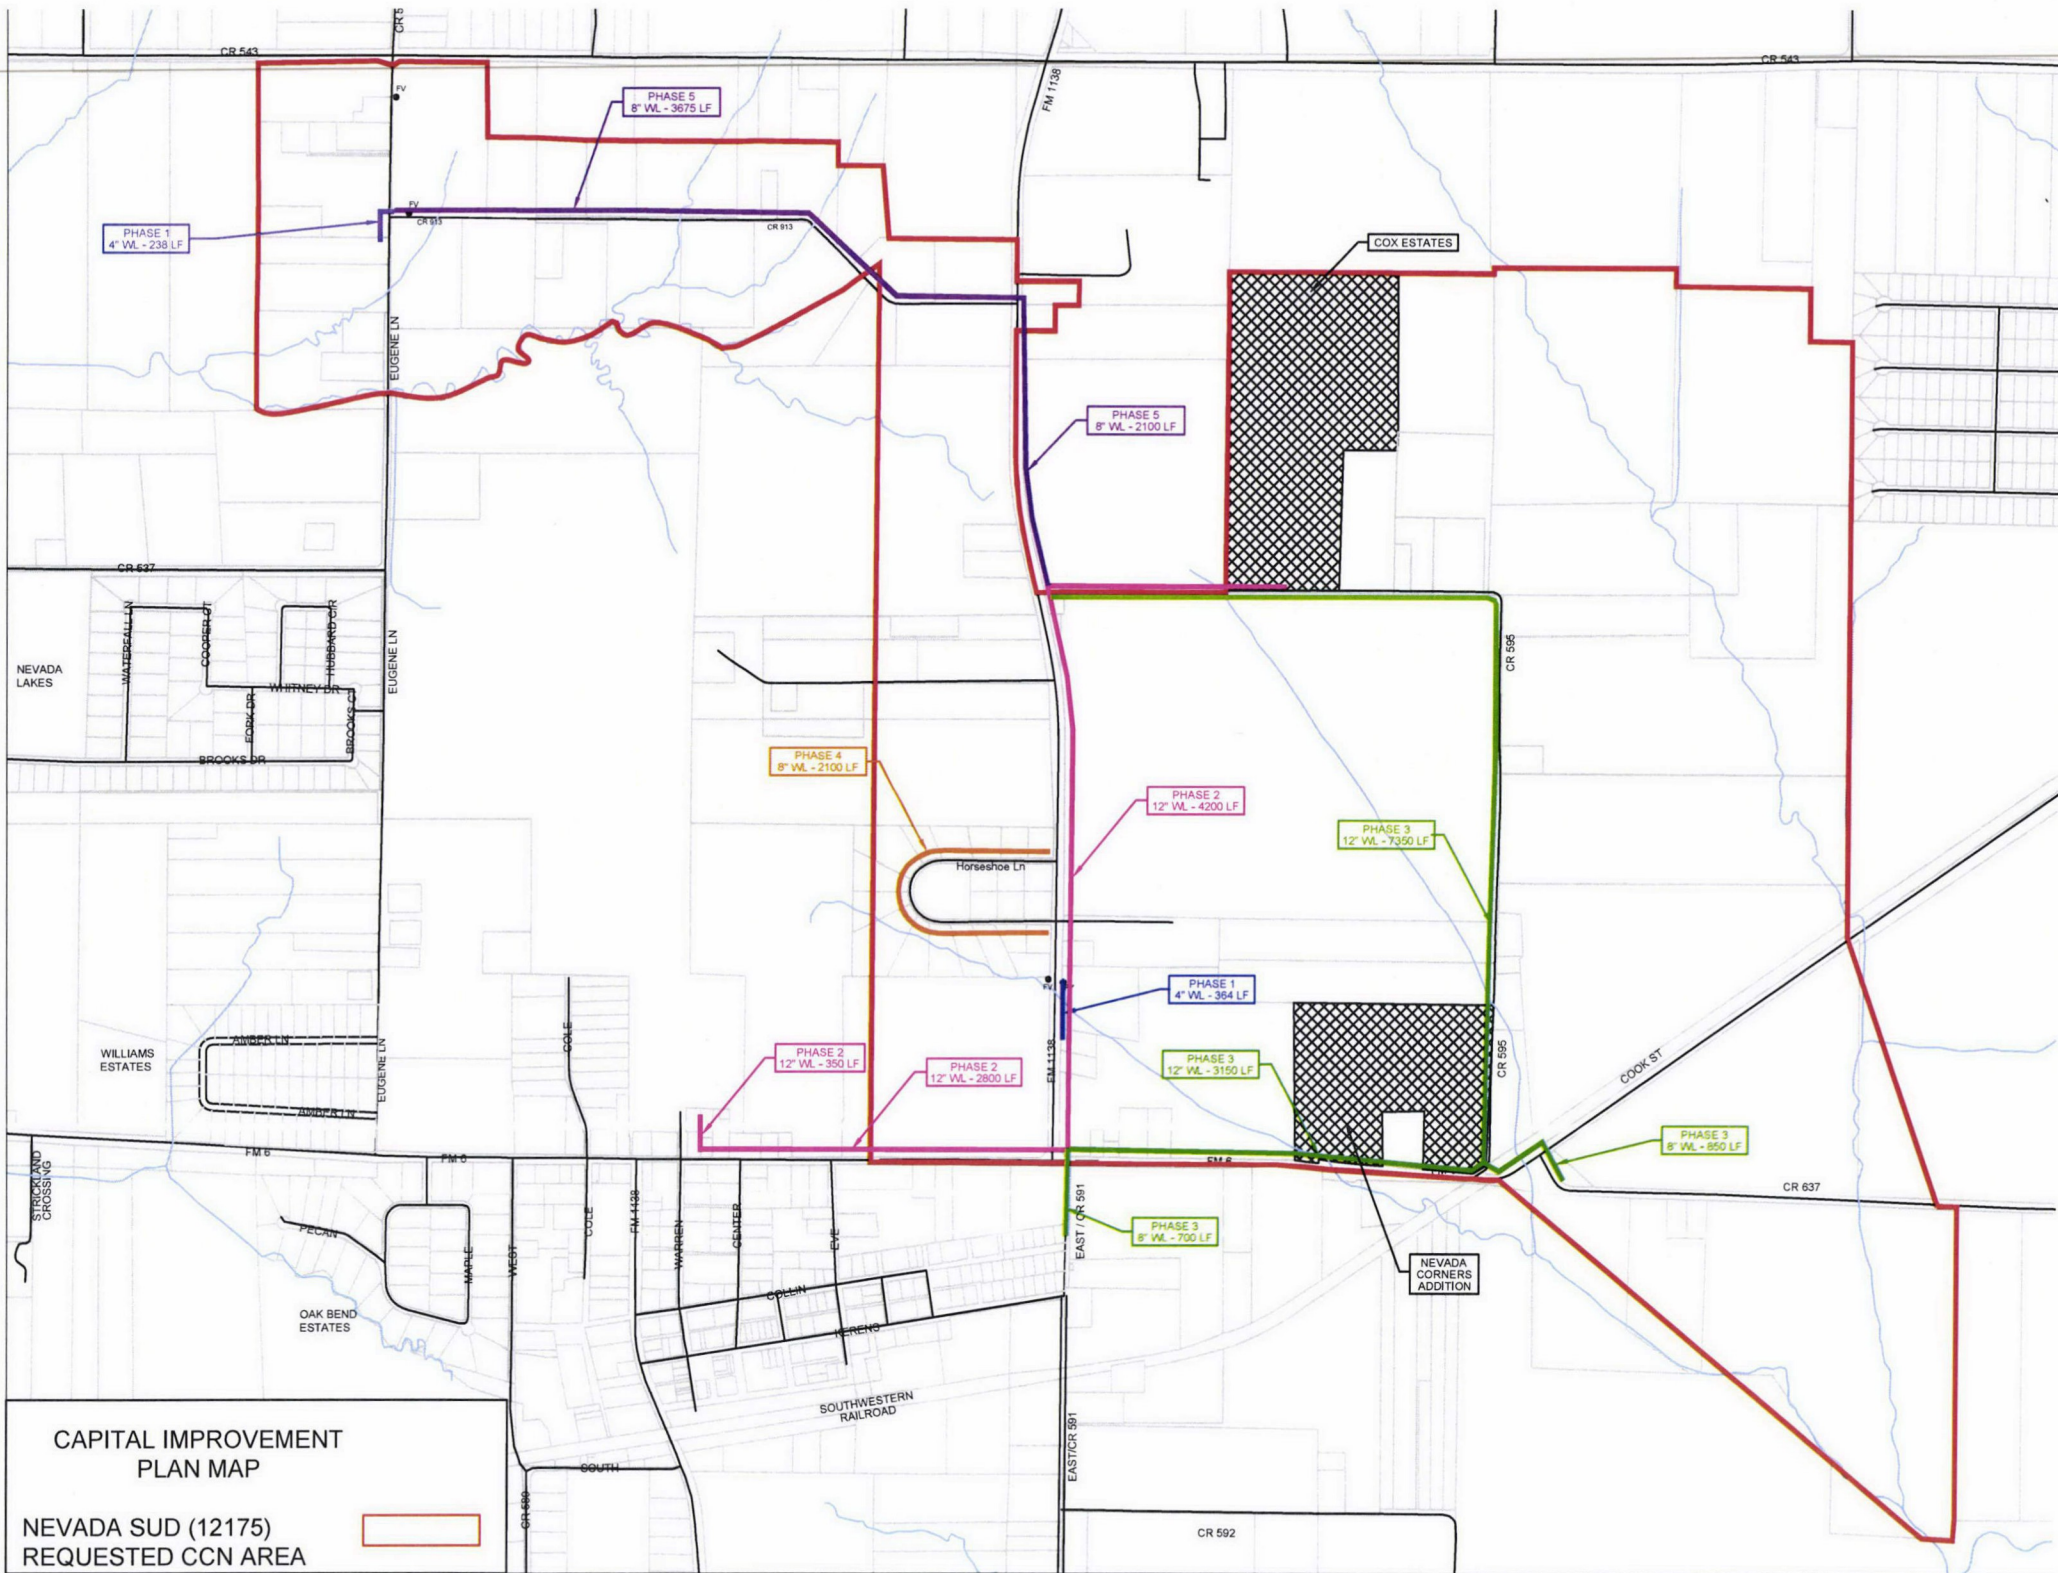 CR 543
CR 5
FM 1138
CR 543
FV
PHASE 5
8" WL - 3675 LF
PHASE 1
4" WL - 238 LF
FV
CR 913
CR 913
COX ESTATES
EUGENE LN
PHASE 5
8" WL - 2100 LF
CR 637
WATERFALL LN
COOPER CT
HUBBARD CIR
EUGENE LN
NEVADA
LAKES
WHITNEY DR
FORK DR
BROOKS CT
BROOKS DR
CR 595
PHASE 4
8" WL - 2100 LF
PHASE 2
12" WL - 4200 LF
PHASE 3
12" WL - 7350 LF
Horseshoe Ln
FV
PHASE 1
4" WL - 364 LF
COLE
AMBER LN
WILLIAMS
ESTATES
EUGENE LN
AMBER LN
PHASE 2
12" WL - 350 LF
PHASE 2
12" WL - 2800 LF
FM 1138
PHASE 3
12" WL - 3150 LF
CR 595
COOK ST
PHASE 3
8" WL - 850 LF
FM 6
FM 6
FM 6
CR 637
STRICKLAND
CROSSING
PECAN
MAPLE
WEST
COLE
FM 1138
WARREN
CENTER
EVE
EAST / CR 591
PHASE 3
8" WL - 700 LF
NEVADA
CORNERS
ADDITION
COLLIN
OAK BEND
ESTATES
KERENS
SOUTHWESTERN
RAILROAD
EAST/CR 591
SOUTH
CR 589
CR 592
CAPITAL IMPROVEMENT
PLAN MAP
NEVADA SUD (12175)
REQUESTED CCN AREA